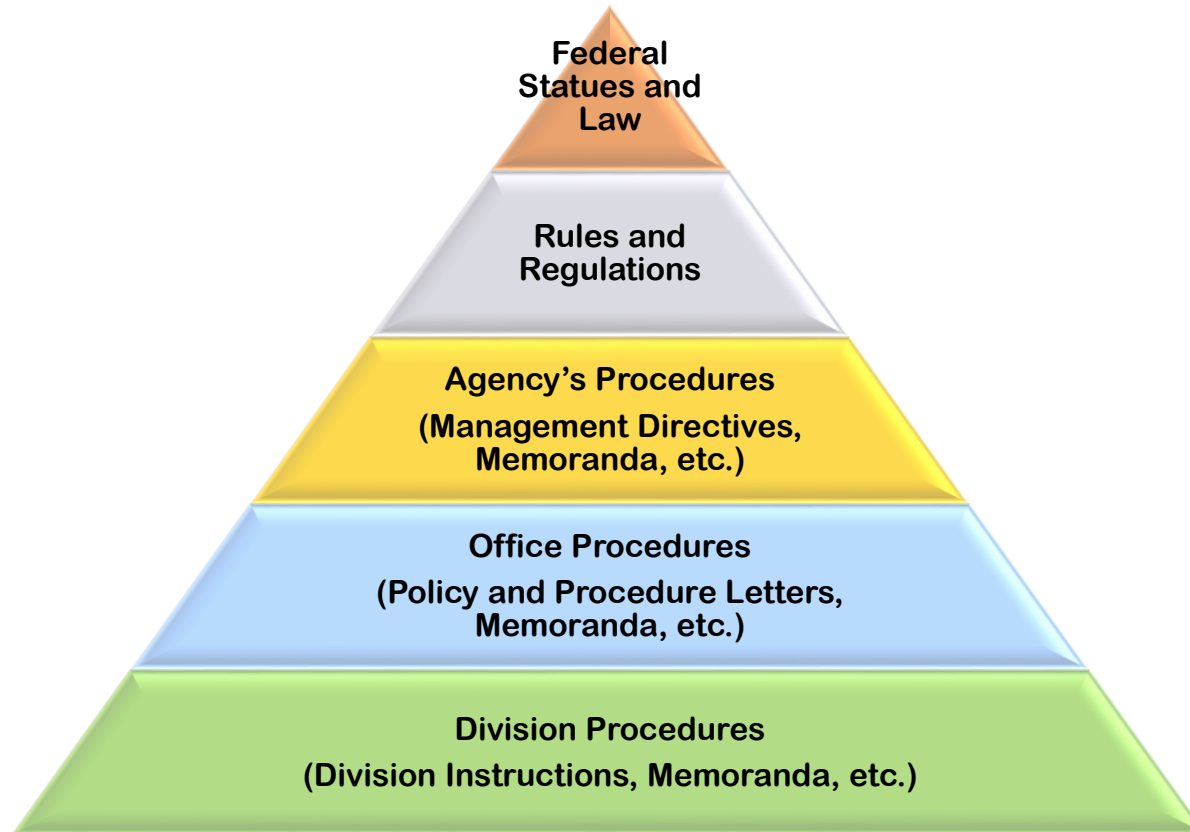 Federal
Statues and
Law
Rules and
Regulations
Agency’s Procedures
(Management Directives,
Memoranda, etc.)
Office Procedures
(Policy and Procedure Letters,
Memoranda, etc.)
Division Procedures
(Division Instructions, Memoranda, etc.)